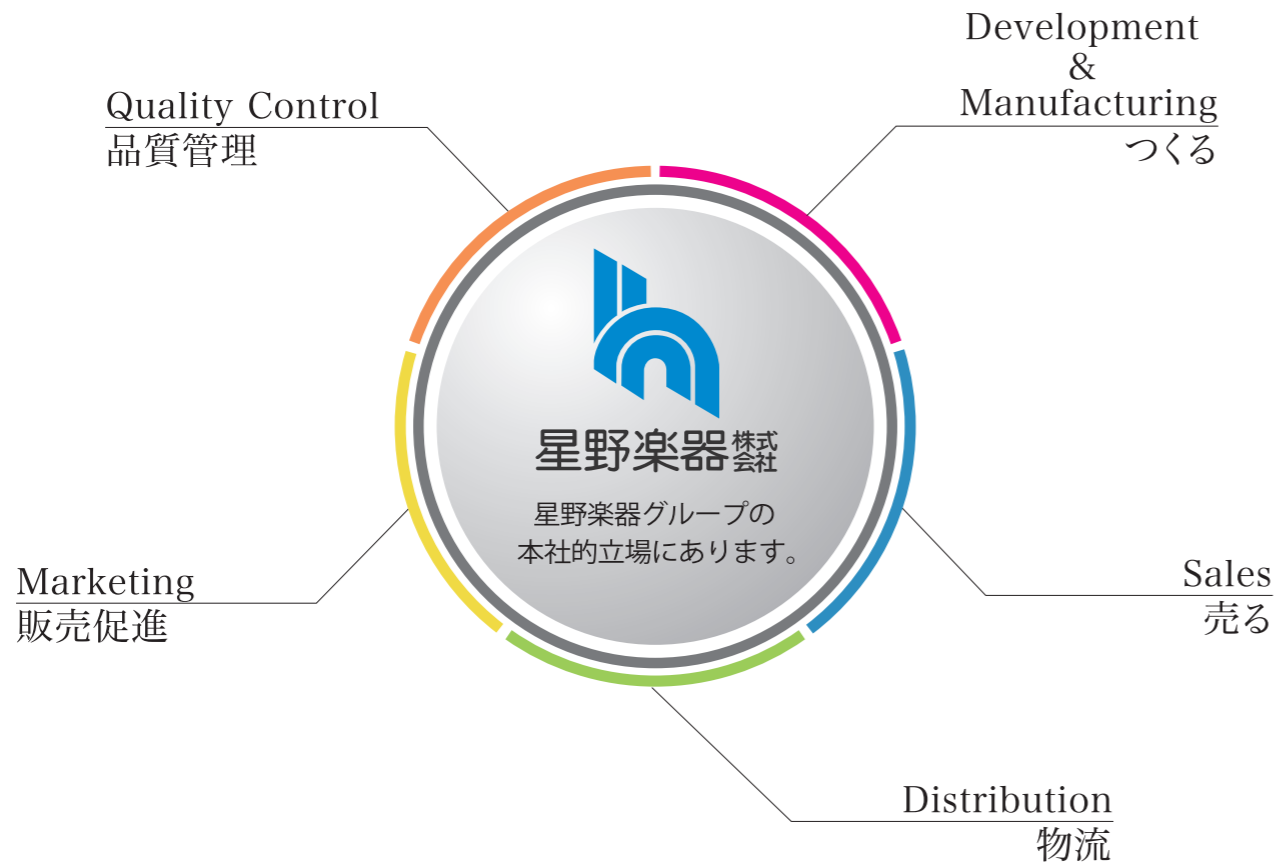 Development
&
Manufacturing
つくる
Quality Control
品質管理
星野楽器株式会社
星野楽器グループの
本社的立場にあります。
Marketing
販売促進
Sales
売る
Distribution
物流